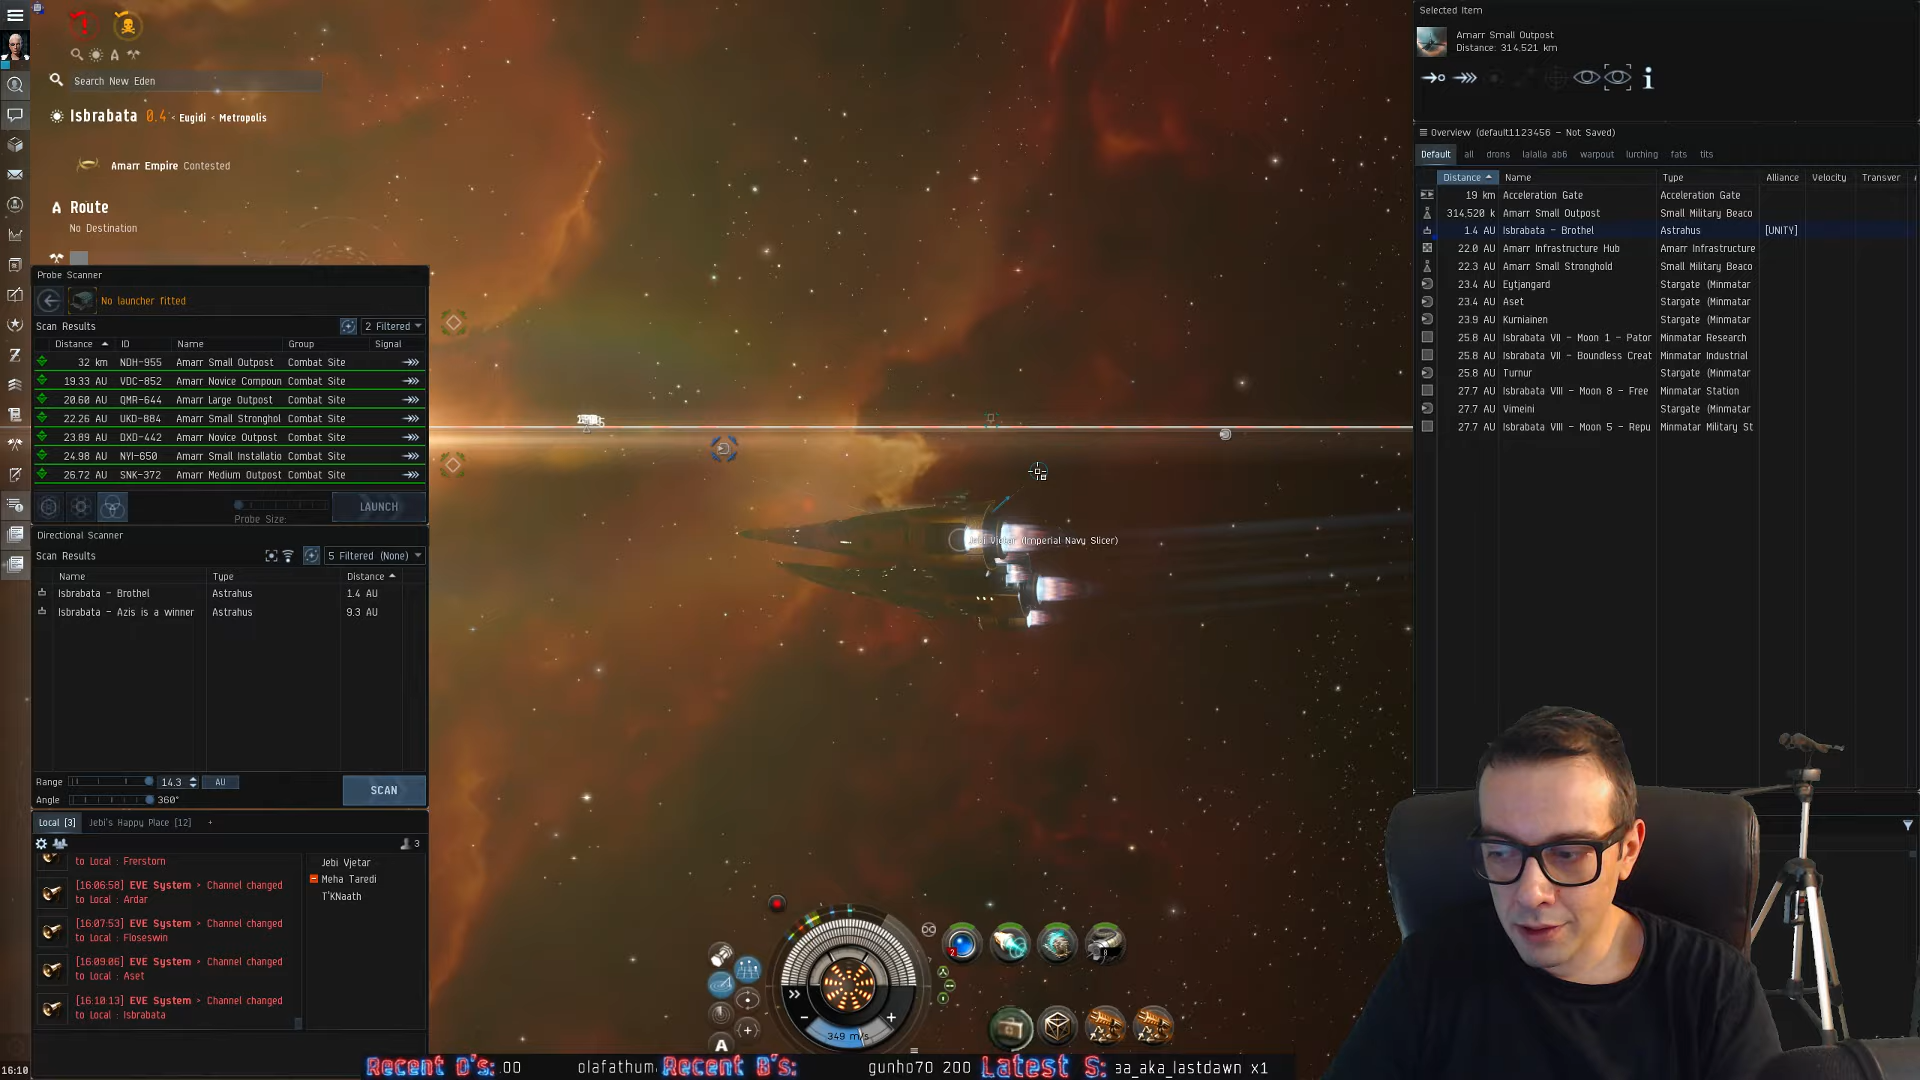 Search New Eden
Isbrabata 0.4 < Eugidi < Metropolis
Amarr Empire Contested
A Route
No Destination
Probe Scanner
No launcher fitted
Scan Results
2 Filtered
Distance ID Name Group Signal
32 km NDH-955 Amarr Small Outpost Combat Site
19.33 AU VDC-852 Amarr Novice Compoun Combat Site
20.60 AU QMR-644 Amarr Large Outpost Combat Site
22.26 AU UKD-884 Amarr Small Stronghol Combat Site
23.89 AU DXD-442 Amarr Novice Outpost Combat Site
24.98 AU NYI-650 Amarr Small Installatio Combat Site
26.72 AU SNK-372 Amarr Medium Outpost Combat Site
Probe Size:
LAUNCH
Directional Scanner
Scan Results
5 Filtered (None)
Name Type Distance
Isbrabata - Brothel Astrahus 1.4 AU
Isbrabata - Azis is a winner Astrahus 9.3 AU
Range 14.3 AU
Angle 360°
SCAN
Local [3] Jebi's Happy Place [12] +
3
to Local : Frerstorn
[16:06:58] EVE System > Channel changed
to Local : Ardar
[16:07:53] EVE System > Channel changed
to Local : Floseswin
[16:09:06] EVE System > Channel changed
to Local : Aset
[16:10:13] EVE System > Channel changed
to Local : Isbrabata
Jebi Vjetar
Meha Taredi
T'KNaath
16:10
Jebi Vjetar (Imperial Navy Slicer)
2
8
349 m/s
A
Recent D's: 00 olafathum Recent B's: gunho70 200 Latest S: aa_aka_lastdawn x1
Selected Item
Amarr Small Outpost
Distance: 314,521 km
Overview (default1123456 - Not Saved)
Default all drons lalalla ab6 warpout lurching fats tits
Distance Name Type Alliance Velocity Transver
19 km Acceleration Gate Acceleration Gate
314,520 k Amarr Small Outpost Small Military Beaco
1.4 AU Isbrabata - Brothel Astrahus [UNITY]
22.0 AU Amarr Infrastructure Hub Amarr Infrastructure
22.3 AU Amarr Small Stronghold Small Military Beaco
23.4 AU Eytjangard Stargate (Minmatar
23.4 AU Aset Stargate (Minmatar
23.9 AU Kurniainen Stargate (Minmatar
25.8 AU Isbrabata VII - Moon 1 - Pator Minmatar Research
25.8 AU Isbrabata VII - Boundless Creat Minmatar Industrial
25.8 AU Turnur Stargate (Minmatar
27.7 AU Isbrabata VIII - Moon 8 - Free Minmatar Station
27.7 AU Vimeini Stargate (Minmatar
27.7 AU Isbrabata VIII - Moon 5 - Repu Minmatar Military St